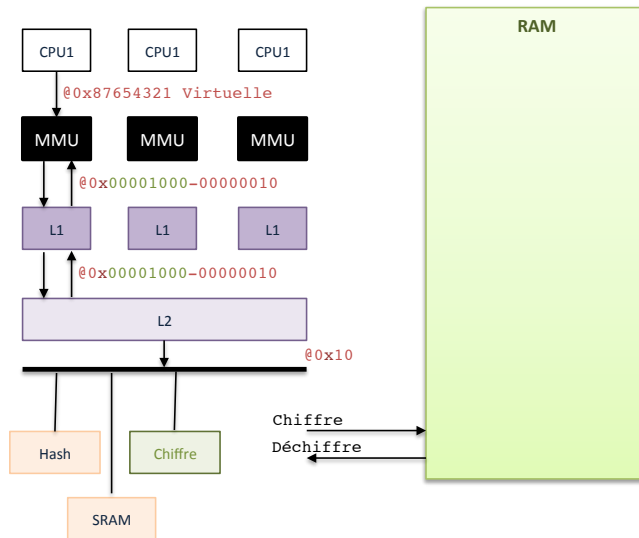 RAM
CPU1 CPU1 CPU1
@0x87654321 Virtuelle
MMU MMU MMU
@0x00001000-00000010
L1 L1 L1
@0x00001000-00000010
L2
@0x10
Chiffre
Déchiffre
Hash Chiffre
SRAM